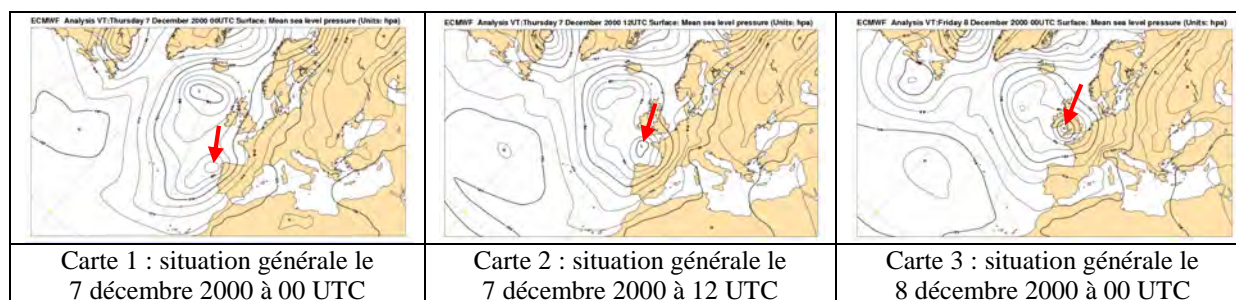 ECMWF Analysis VT:Thursday 7 December 2000 00UTC Surface: Mean sea level pressure (Units: hpa)
ECMWF Analysis VT:Thursday 7 December 2000 12UTC Surface: Mean sea level pressure (Units: hpa)
ECMWF Analysis VT:Friday 8 December 2000 00UTC Surface: Mean sea level pressure (Units: hpa)
Carte 1 : situation générale le
7 décembre 2000 à 00 UTC
Carte 2 : situation générale le
7 décembre 2000 à 12 UTC
Carte 3 : situation générale le
8 décembre 2000 à 00 UTC